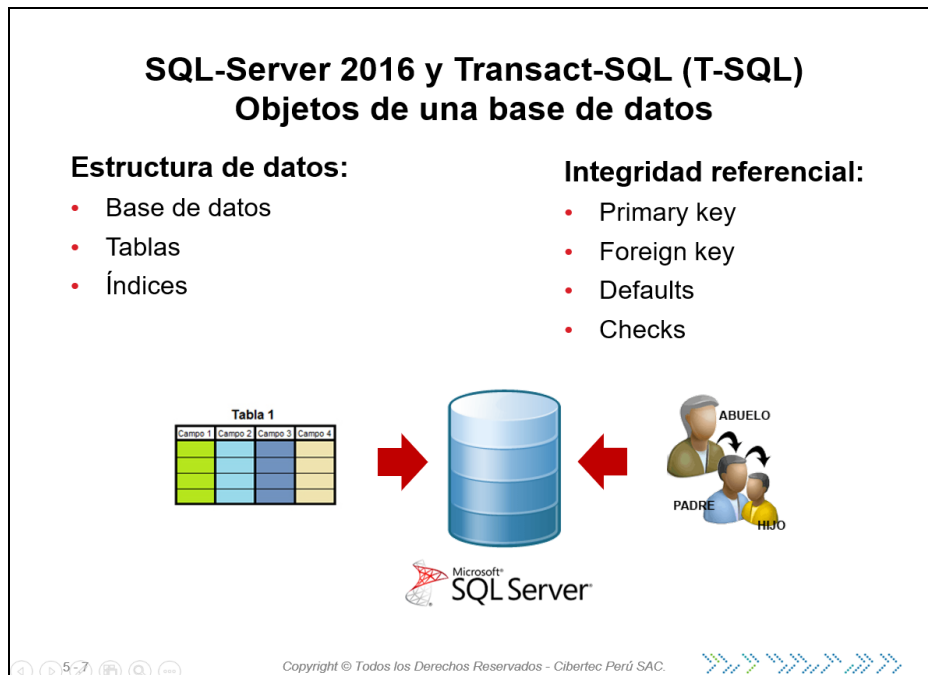 SQL-Server 2016 y Transact-SQL (T-SQL)
Objetos de una base de datos
Estructura de datos:
• Base de datos
• Tablas
• Índices
Integridad referencial:
• Primary key
• Foreign key
• Defaults
• Checks
Tabla 1
Campo 1 Campo 2 Campo 3 Campo 4
ABUELO
PADRE
HIJO
Microsoft®
SQL Server®
5 - 7
Copyright © Todos los Derechos Reservados - Cibertec Perú SAC.